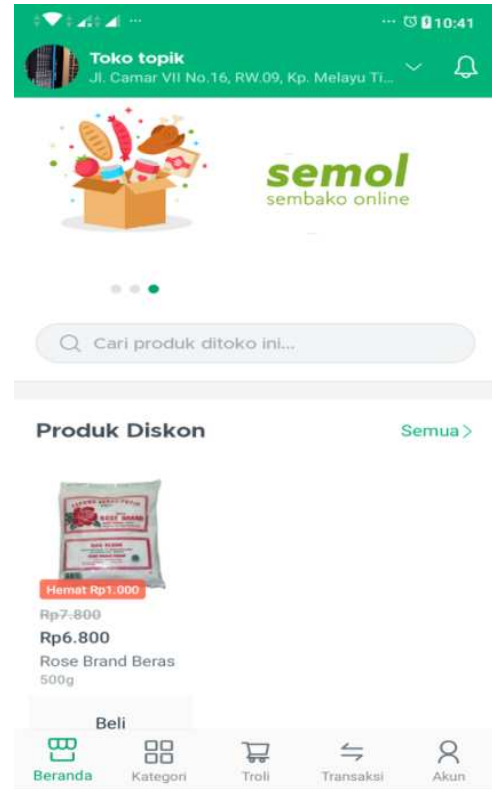 10:41
Toko topik
Jl. Camar VII No.16, RW.09, Kp. Melayu Ti...
semol
sembako online
Cari produk ditoko ini...
Produk Diskon
Semua >
ROSE BRAND
Hemat Rp1.000
Rp7.800
Rp6.800
Rose Brand Beras
500g
Beli
Beranda
Kategori
Troli
Transaksi
Akun